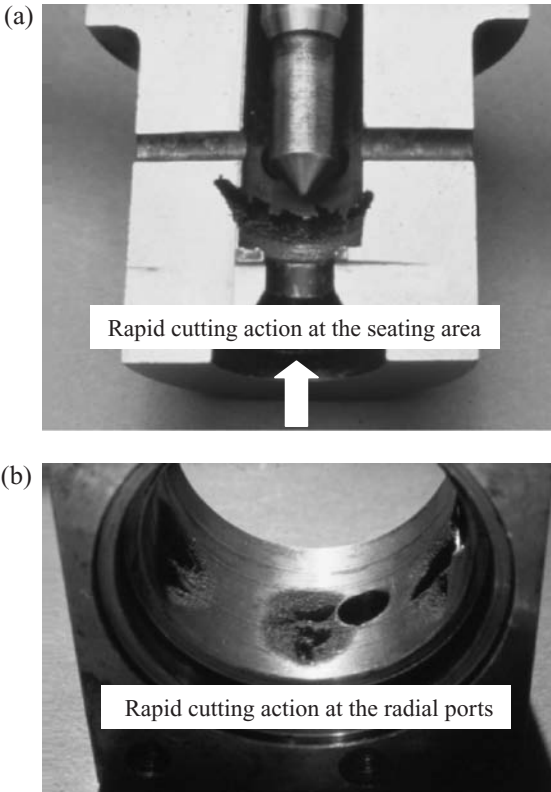 (a)
Rapid cutting action at the seating area
(b)
Rapid cutting action at the radial ports